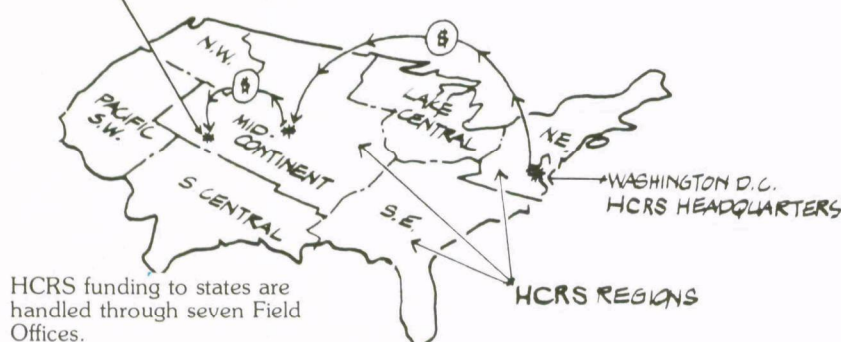 $
N.W.
$
PACIFIC
S.W.
MID.
CONTINENT
LAKE
CENTRAL
N.E.
WASHINGTON D.C.
HCRS HEADQUARTERS
S CENTRAL
S.E.
HCRS REGIONS
HCRS funding to states are
handled through seven Field
Offices.